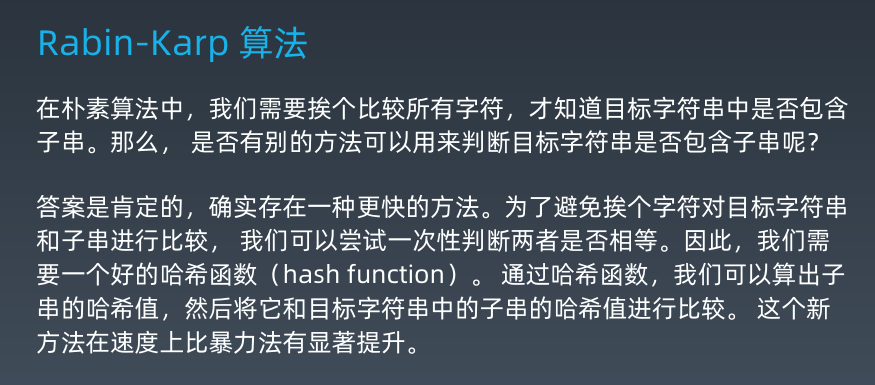 Rabin-Karp 算法
在朴素算法中，我们需要挨个比较所有字符，才知道目标字符串中是否包含
子串。那么， 是否有别的方法可以用来判断目标字符串是否包含子串呢？
答案是肯定的，确实存在一种更快的方法。为了避免挨个字符对目标字符串
和子串进行比较， 我们可以尝试一次性判断两者是否相等。因此，我们需
要一个好的哈希函数（hash function）。 通过哈希函数，我们可以算出子
串的哈希值，然后将它和目标字符串中的子串的哈希值进行比较。 这个新
方法在速度上比暴力法有显著提升。